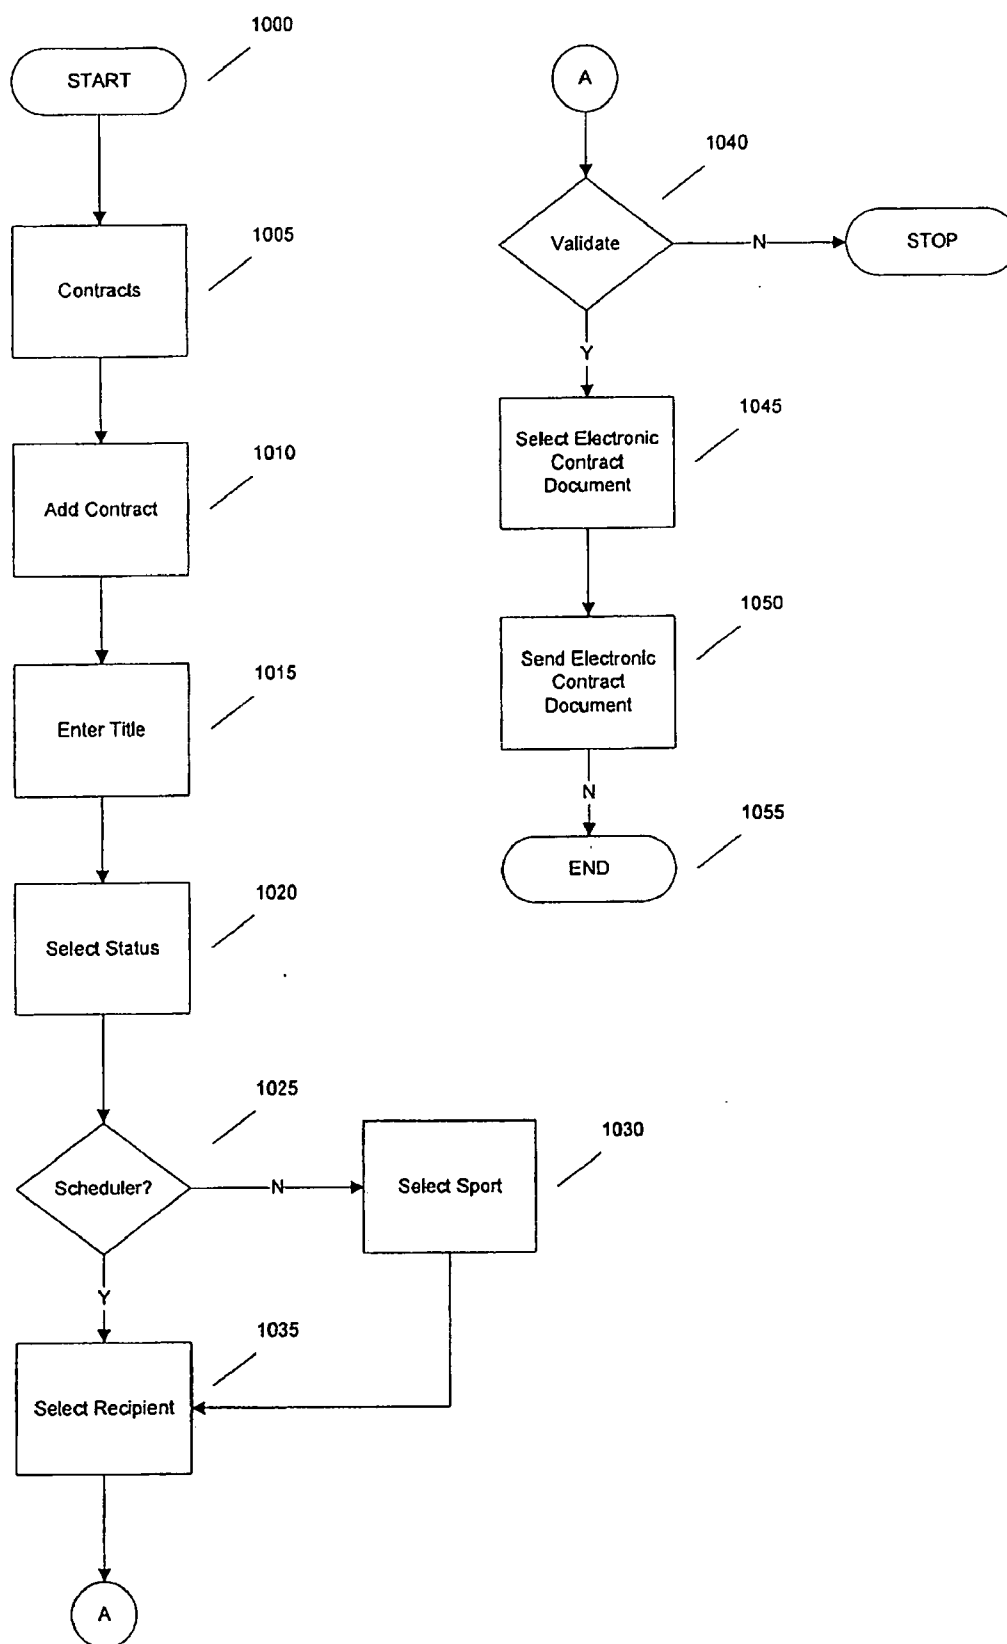 1000
START
1005
Contracts
1010
Add Contract
1015
Enter Title
1020
Select Status
1025
Scheduler?
N
1030
Select Sport
Y
1035
Select Recipient
A
A
1040
Validate
N
STOP
Y
1045
Select Electronic
Contract
Document
1050
Send Electronic
Contract
Document
N
1055
END